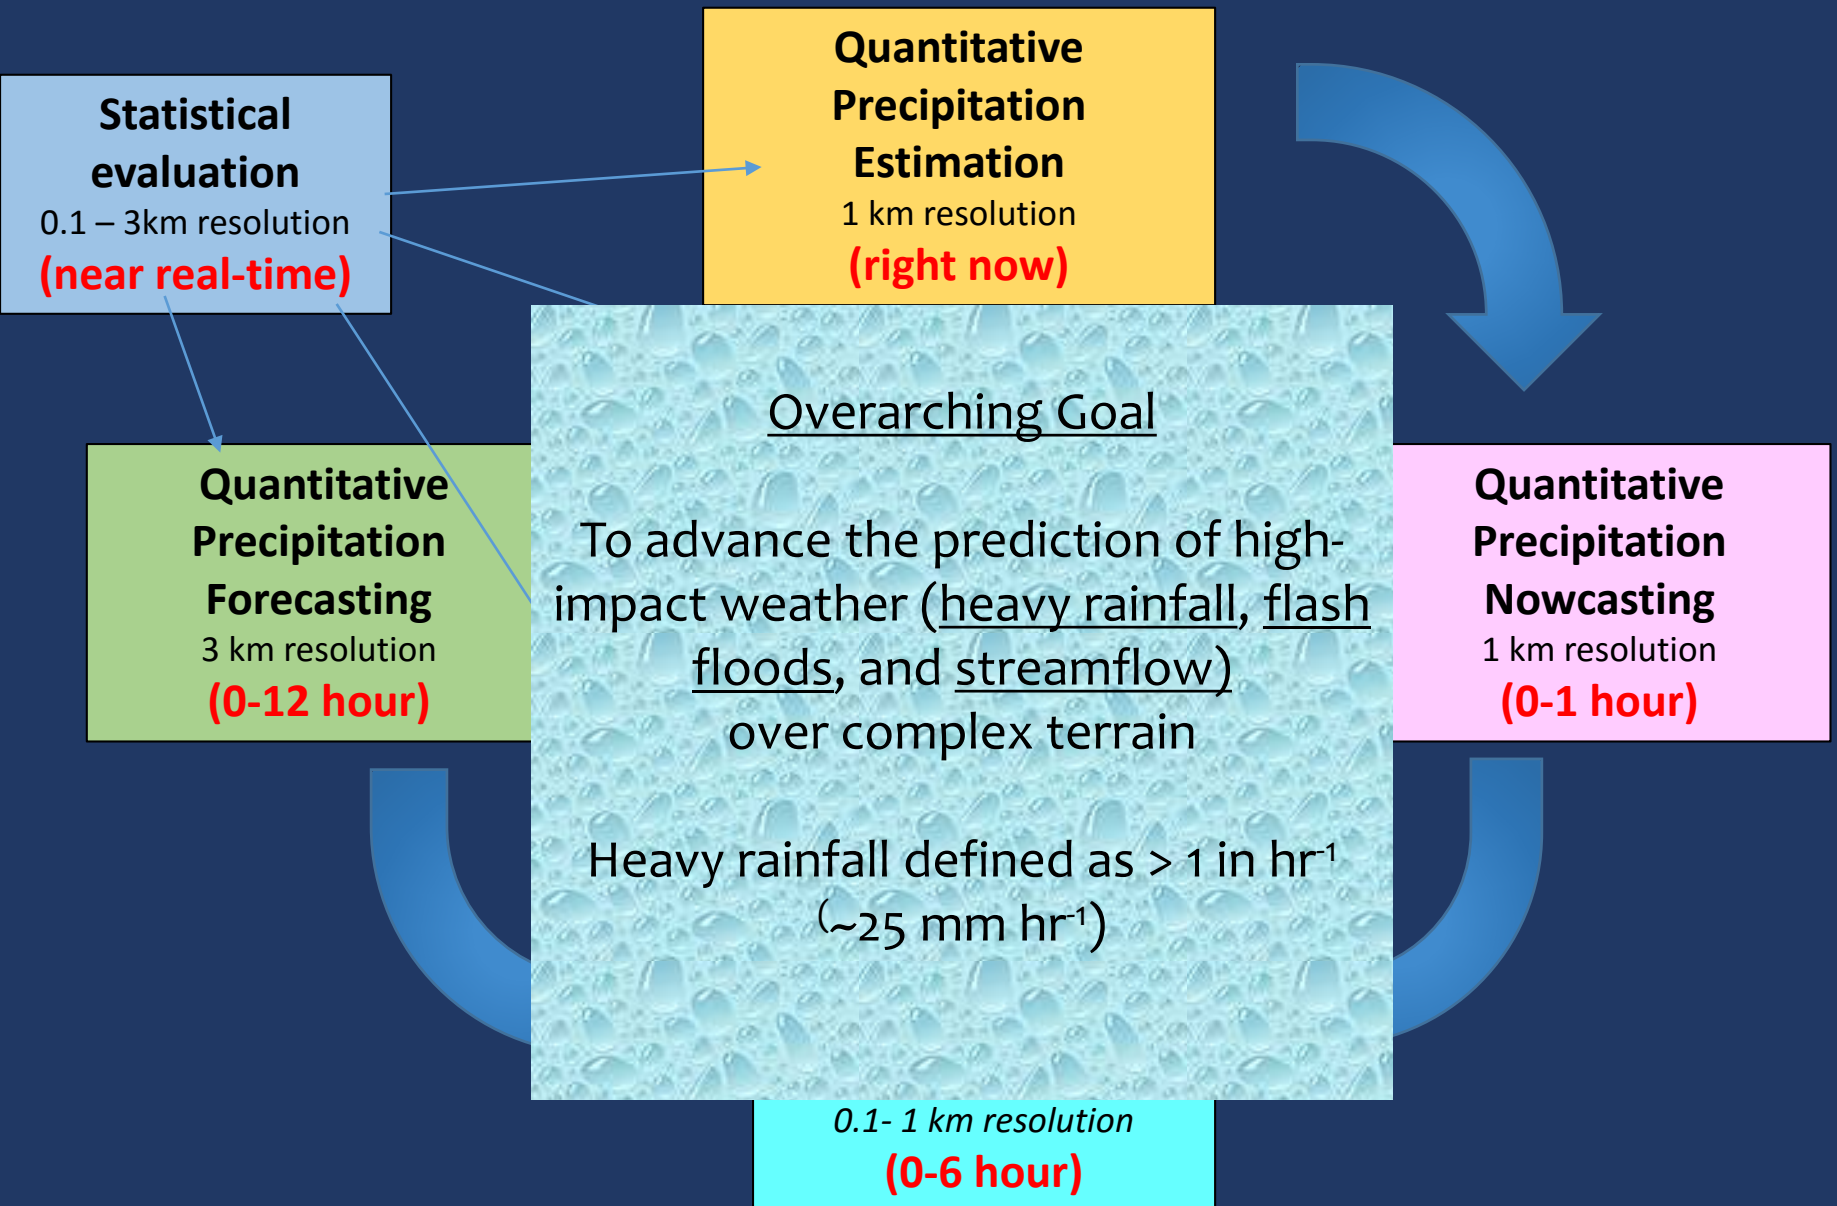 Quantitative
Precipitation
Estimation
1 km resolution
(right now)
Statistical
evaluation
0.1 – 3km resolution
(near real-time)
Overarching Goal
To advance the prediction of high-
impact weather (heavy rainfall, flash
floods, and streamflow)
over complex terrain
Heavy rainfall defined as > 1 in hr⁻¹
(~25 mm hr⁻¹)
Quantitative
Precipitation
Forecasting
3 km resolution
(0-12 hour)
Quantitative
Precipitation
Nowcasting
1 km resolution
(0-1 hour)
0.1- 1 km resolution
(0-6 hour)